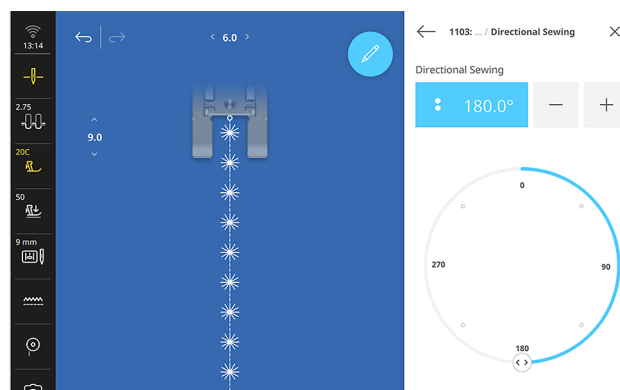 13:14
2.75
20C
50
9 mm
6.0
9.0
1103: ... / Directional Sewing
Directional Sewing
180.0°
0
270
90
180